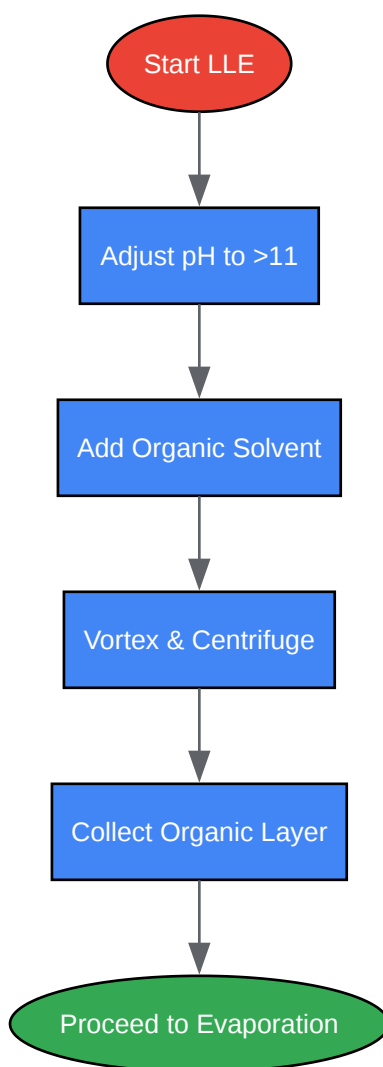 Start LLE
Adjust pH to >11
Add Organic Solvent
Vortex & Centrifuge
Collect Organic Layer
Proceed to Evaporation